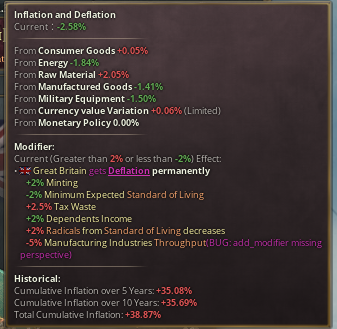 Inflation and Deflation
Current : -2.58%
From Consumer Goods +0.05%
From Energy -1.84%
From Raw Material +2.05%
From Manufactured Goods -1.41%
From Military Equipment -1.50%
From Currency value Variation +0.06% (Limited)
From Monetary Policy 0.00%
Modifier:
Current (Greater than 2% or less than -2%) Effect:
• Great Britain gets Deflation permanently
+2% Minting
-2% Minimum Expected Standard of Living
+2.5% Tax Waste
+2% Dependents Income
+2% Radicals from Standard of Living decreases
-5% Manufacturing Industries Throughput(BUG: add_modifier missing
perspective)
Historical:
Cumulative Inflation over 5 Years: +35.08%
Cumulative Inflation over 10 Years: +35.69%
Total Cumulative Inflation: +38.87%